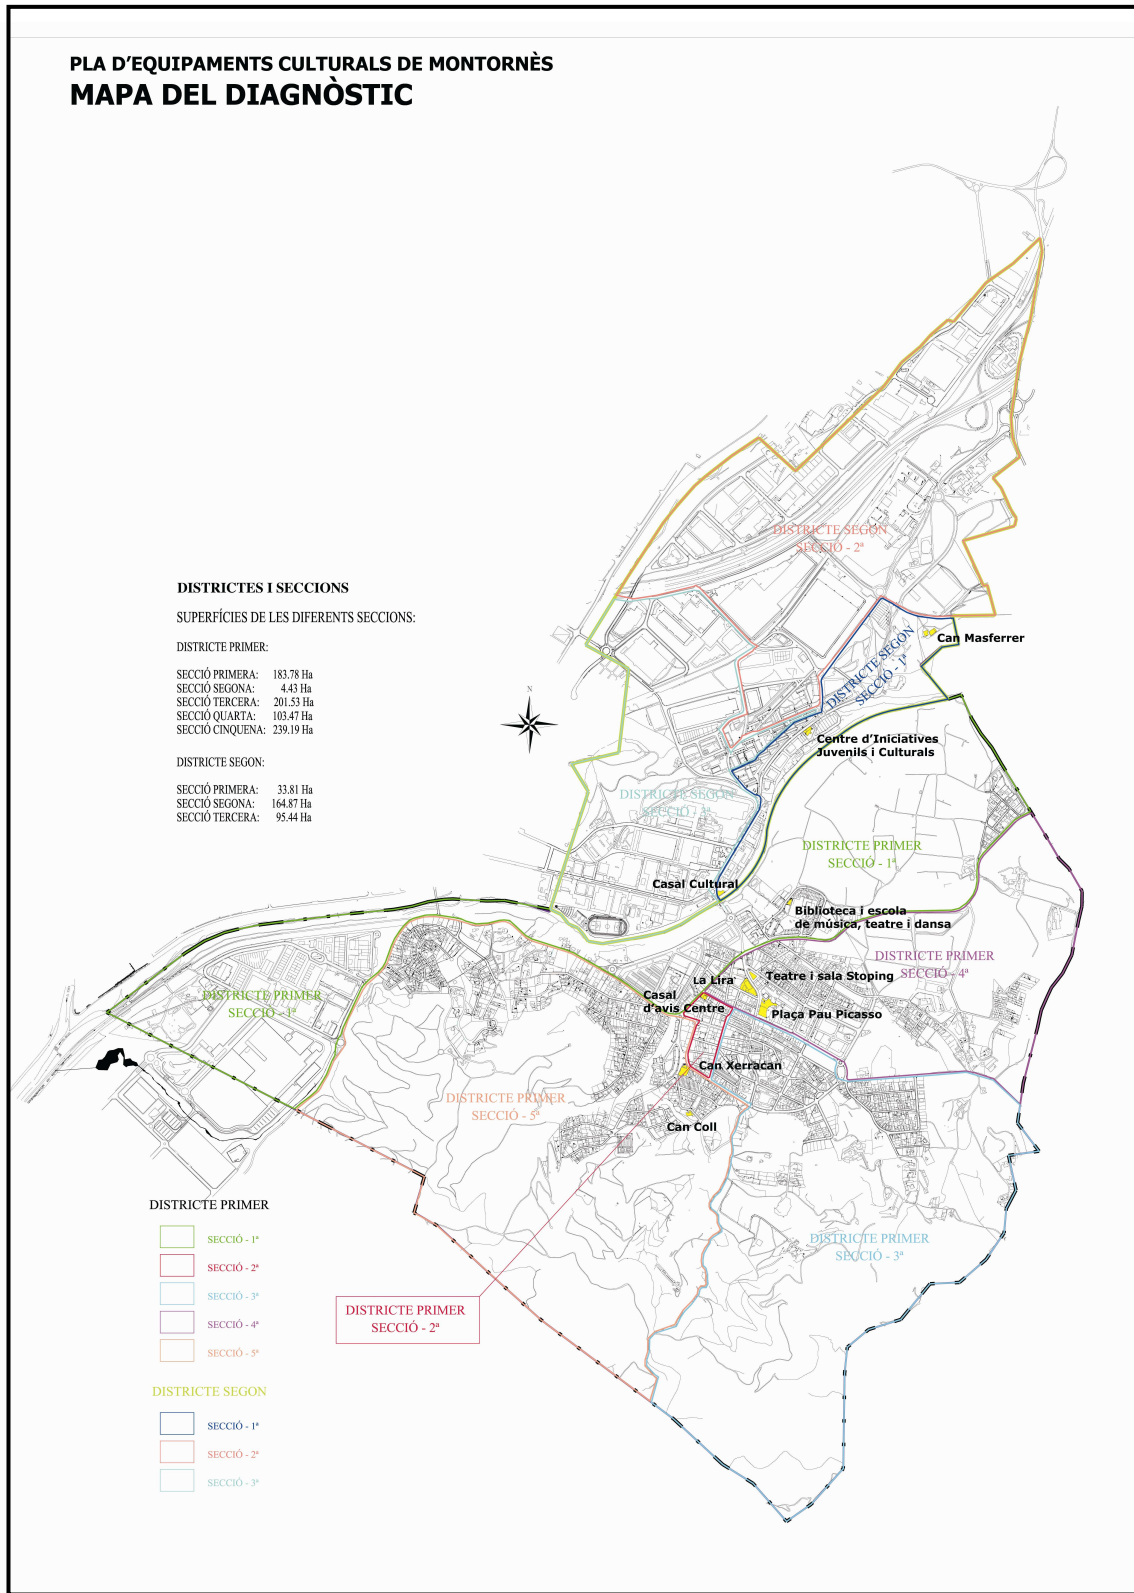 PLA D'EQUIPAMENTS CULTURALS DE MONTORNÈS
MAPA DEL DIAGNÒSTIC
DISTRICTES I SECCIONS
SUPERFÍCIES DE LES DIFERENTS SECCIONS:
DISTRICTE PRIMER:
SECCIÓ PRIMERA: 183.78 Ha
SECCIÓ SEGONA: 4.43 Ha
SECCIÓ TERCERA: 201.53 Ha
SECCIÓ QUARTA: 103.47 Ha
SECCIÓ CINQUENA: 239.19 Ha
DISTRICTE SEGON:
SECCIÓ PRIMERA: 33.81 Ha
SECCIÓ SEGONA: 164.87 Ha
SECCIÓ TERCERA: 95.44 Ha
N
DISTRICTE SEGON
SECCIÓ - 2ª
DISTRICTE SEGON
SECCIÓ - 1ª
Can Masferrer
Centre d'Iniciatives
Juvenils i Culturals
DISTRICTE SEGON
SECCIÓ - 3ª
DISTRICTE PRIMER
SECCIÓ - 1ª
Casal Cultural
Biblioteca i escola
de música, teatre i dansa
DISTRICTE PRIMER
SECCIÓ - 4ª
La Lira
Teatre i sala Stoping
Casal
d'avis Centre
Plaça Pau Picasso
DISTRICTE PRIMER
SECCIÓ - 1ª
Can Xerracan
DISTRICTE PRIMER
SECCIÓ - 5ª
Can Coll
DISTRICTE PRIMER
SECCIÓ - 3ª
DISTRICTE PRIMER
SECCIÓ - 2ª
DISTRICTE PRIMER
SECCIÓ - 1ª
SECCIÓ - 2ª
SECCIÓ - 3ª
SECCIÓ - 4ª
SECCIÓ - 5ª
DISTRICTE SEGON
SECCIÓ - 1ª
SECCIÓ - 2ª
SECCIÓ - 3ª